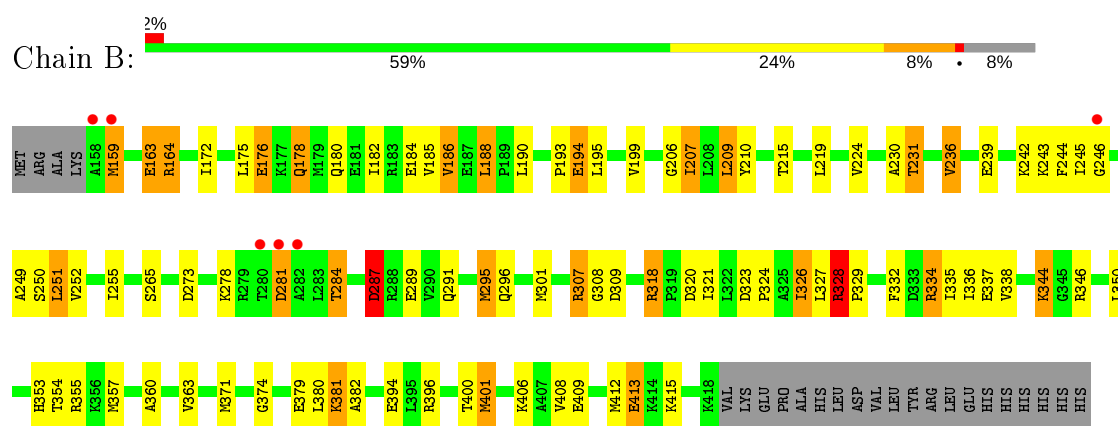 2%
Chain B:
59% 24% 8% • 8%
MET ARG ALA LYS A158 M159 E163 R164 I172 L175 E176 K177 Q178 M179 Q180 E181 I182 R183 E184 V185 V186 E187 L188 P189 L190 P193 E194 L195 V199 G206 I207 L208 L209 Y210 T215 L219 V224 A230 T231 V236 E239 K242 K243 F244 I245 G246
A249 S250 L251 V252 I255 S265 D273 K278 R279 T280 D281 A282 L283 T284 D287 R288 E289 V290 Q291 M295 Q296 M301 R307 G308 D309 R318 P319 D320 I321 L322 D323 P324 A325 I326 L327 R328 P329 F332 D333 R334 I335 I336 E337 V338 K344 G345 R346 L350
H353 T354 R355 K356 M357 A360 V363 M371 G374 E379 L380 K381 A382 E394 L395 R396 T400 M401 K406 A407 V408 E409 M412 E413 K414 K415 K418 VAL LYS GLU PRO ALA HIS LEU ASP VAL LEU TYR ARG LEU GLU HIS HIS HIS HIS HIS HIS